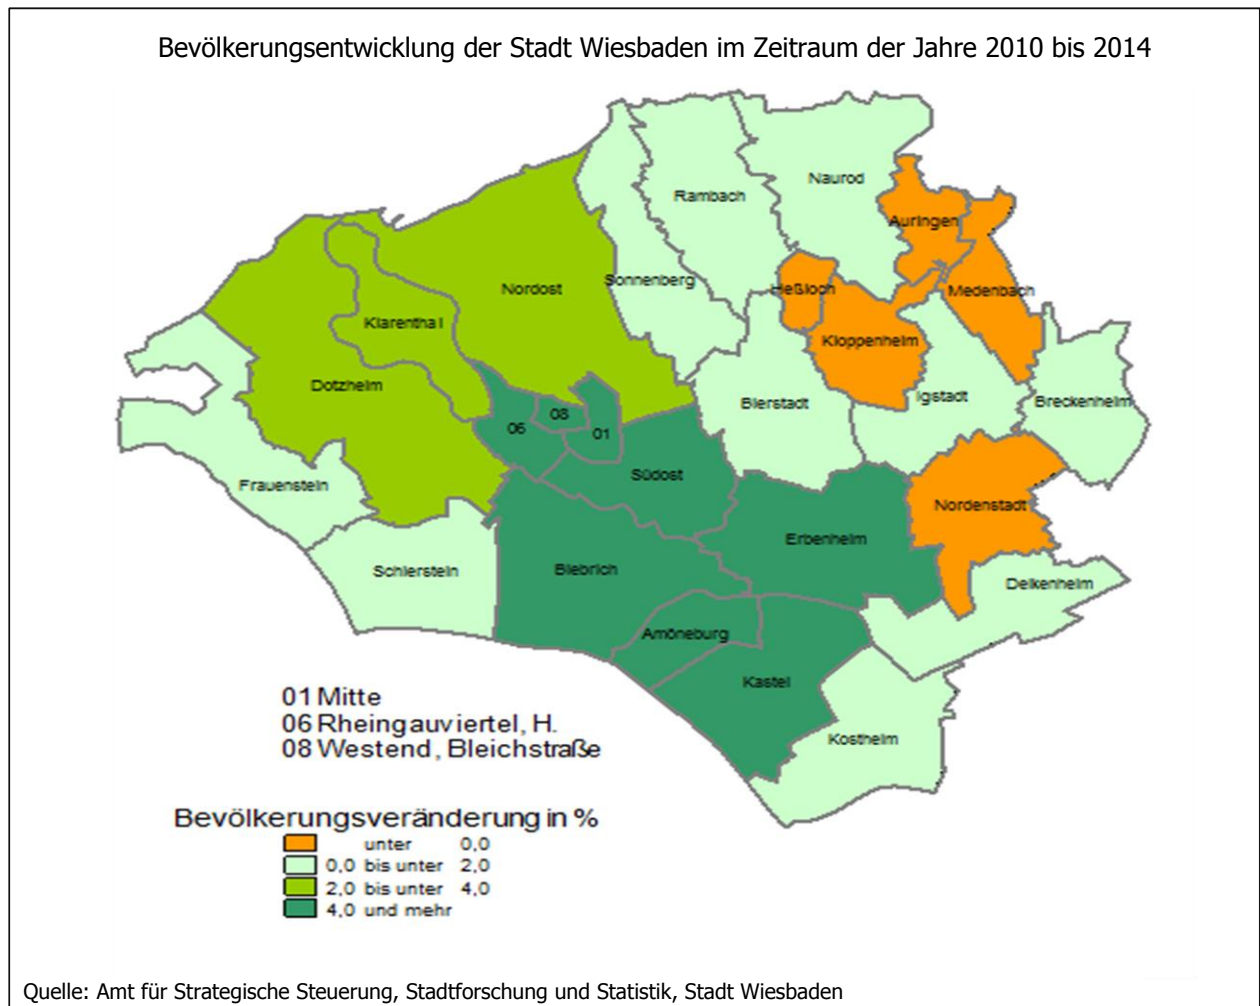 Bevölkerungsentwicklung der Stadt Wiesbaden im Zeitraum der Jahre 2010 bis 2014
Naurod
Rambach
Auringen
Sonnenberg
Nordost
Heßloch
Medenbach
Klarenthal
Kloppenheim
Dotzheim
Igstadt
Bierstadt
Breckenheim
08
06
01
Südost
Frauenstein
Nordenstadt
Erbenheim
Schierstein
Biebrich
Delkenheim
Amöneburg
Kastel
Kostheim
01 Mitte
06 Rheingauviertel, H.
08 Westend, Bleichstraße
Bevölkerungsveränderung in %
unter 0,0
0,0 bis unter 2,0
2,0 bis unter 4,0
4,0 und mehr
Quelle: Amt für Strategische Steuerung, Stadtforschung und Statistik, Stadt Wiesbaden